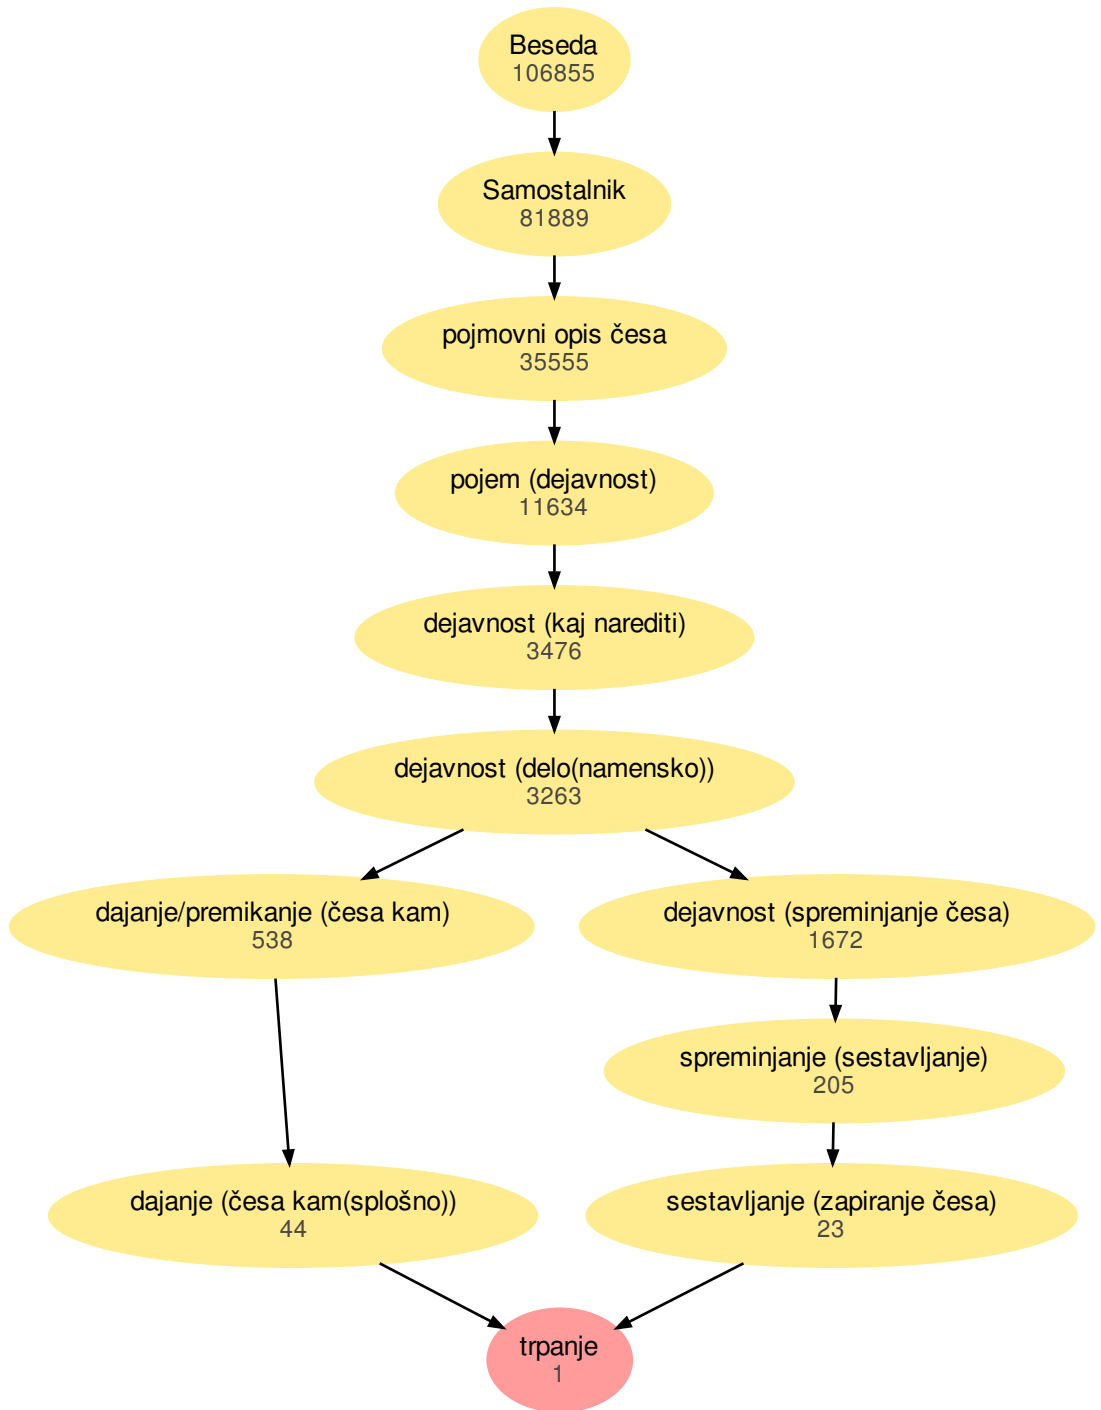 Beseda
106855
Samostalnik
81889
pojmovni opis česa
35555
pojem (dejavnost)
11634
dejavnost (kaj narediti)
3476
dejavnost (delo(namensko))
3263
dajanje/premikanje (česa kam)
538
dejavnost (spreminjanje česa)
1672
spreminjanje (sestavljanje)
205
dajanje (česa kam(splošno))
44
sestavljanje (zapiranje česa)
23
trpanje
1